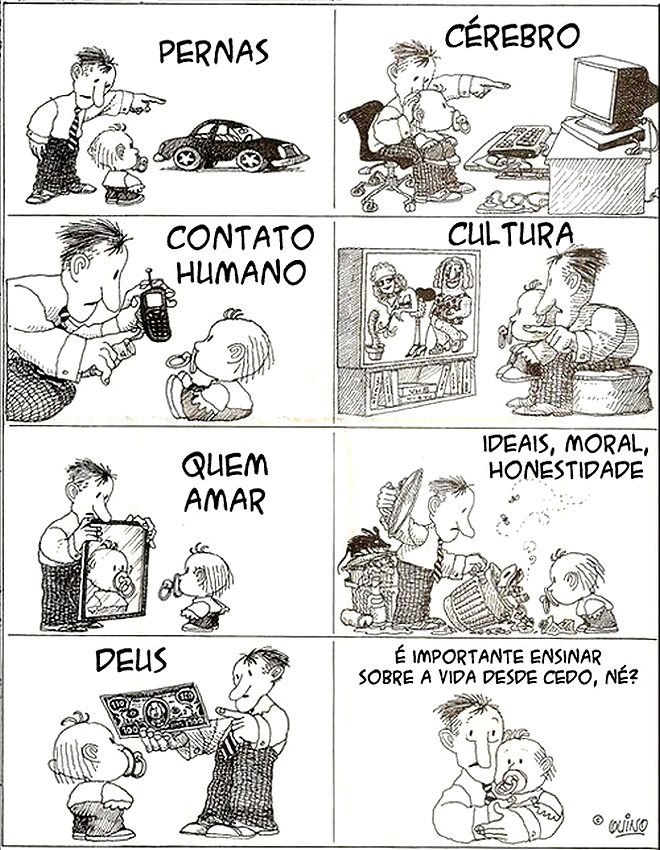 PERNAS
CÉREBRO
CONTATO
HUMANO
CULTURA
QUEM
AMAR
IDEAIS, MORAL,
HONESTIDADE
DEUS
É IMPORTANTE ENSINAR
SOBRE A VIDA DESDE CEDO, NÉ?
© QUINO